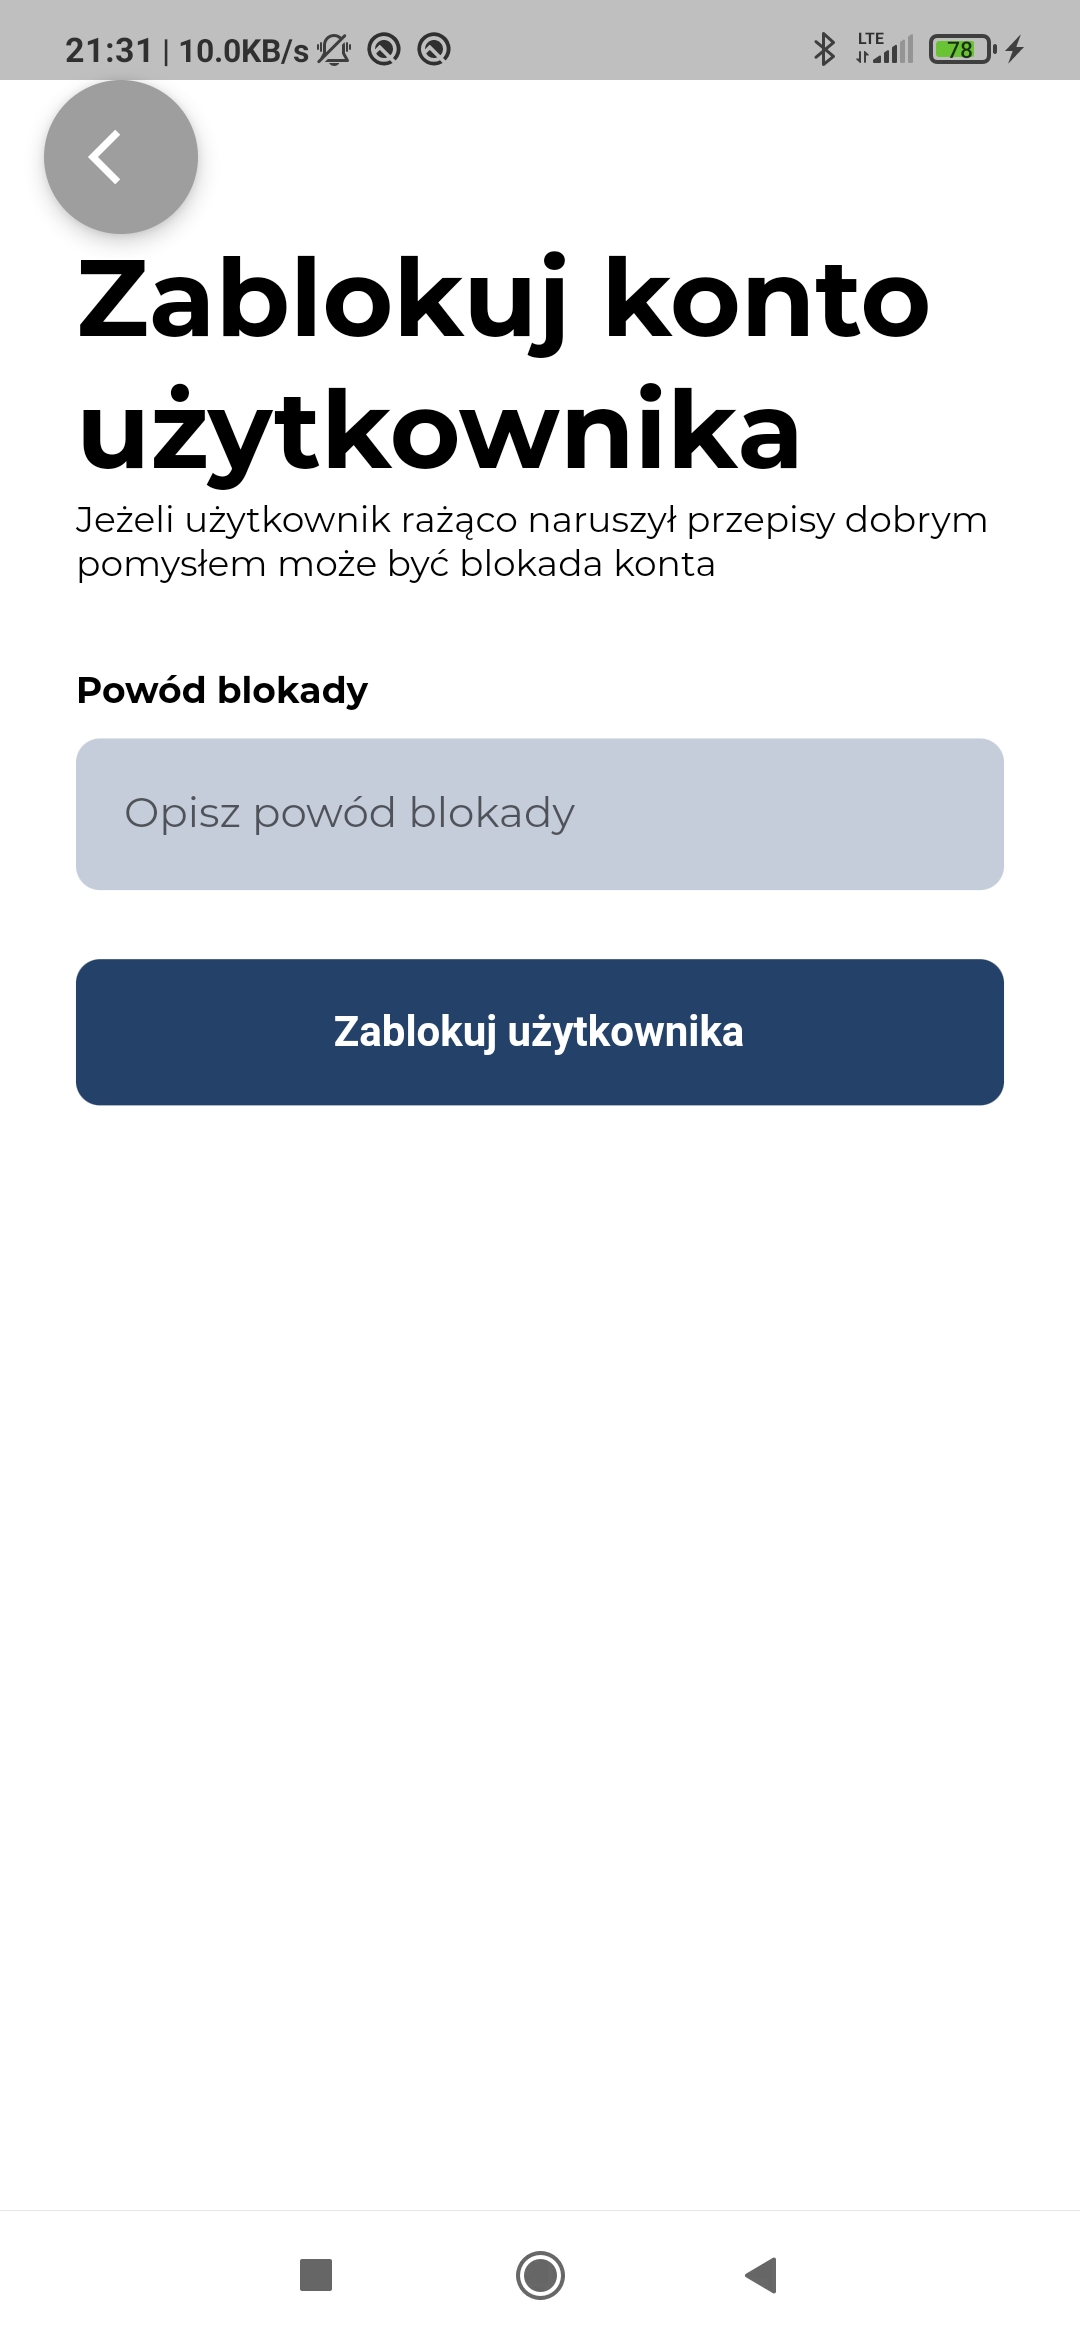 21:31 | 10.0KB/s LTE 78
Zablokuj konto
użytkownika
Jeżeli użytkownik rażąco naruszył przepisy dobrym
pomysłem może być blokada konta
Powód blokady
Opisz powód blokady
Zablokuj użytkownika